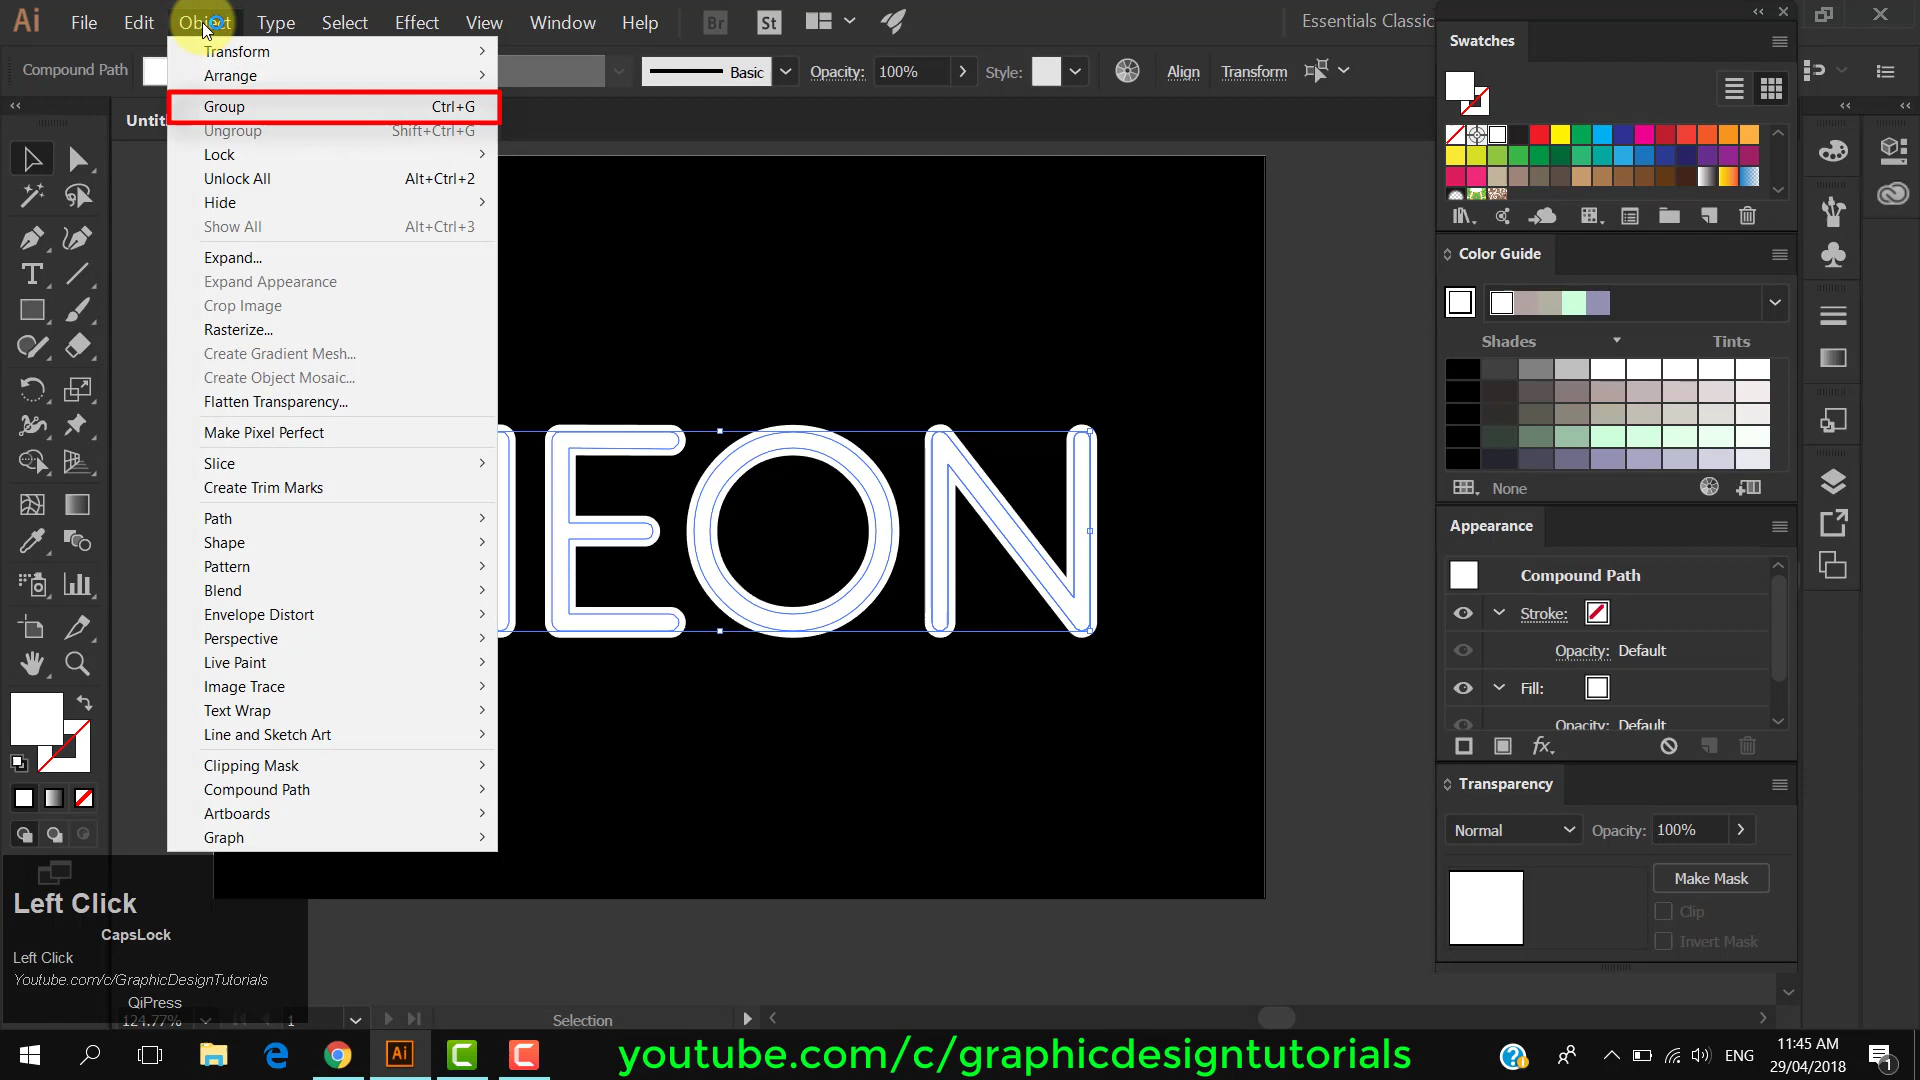 Ai File Edit Object Type Select Effect View Window Help Br St Essentials Classic
Compound Path Basic Opacity: 100% Style: Align Transform
Transform
Arrange
Group Ctrl+G
Ungroup Shift+Ctrl+G
Lock
Unlock All Alt+Ctrl+2
Hide
Show All Alt+Ctrl+3
Expand...
Expand Appearance
Crop Image
Rasterize...
Create Gradient Mesh...
Create Object Mosaic...
Flatten Transparency...
Make Pixel Perfect
Slice
Create Trim Marks
Path
Shape
Pattern
Blend
Envelope Distort
Perspective
Live Paint
Image Trace
Text Wrap
Line and Sketch Art
Clipping Mask
Compound Path
Artboards
Graph
EON
Swatches
Color Guide
Shades Tints
None
Appearance
Compound Path
Stroke:
Opacity: Default
Fill:
Opacity: Default
fx.
Transparency
Normal Opacity: 100%
Make Mask
Clip
Invert Mask
Left Click
CapsLock
Left Click
Youtube.com/c/GraphicDesignTutorials
QiPress
124.77% 1 Selection
youtube.com/c/graphicdesigntutorials
ENG
11:45 AM
29/04/2018
1